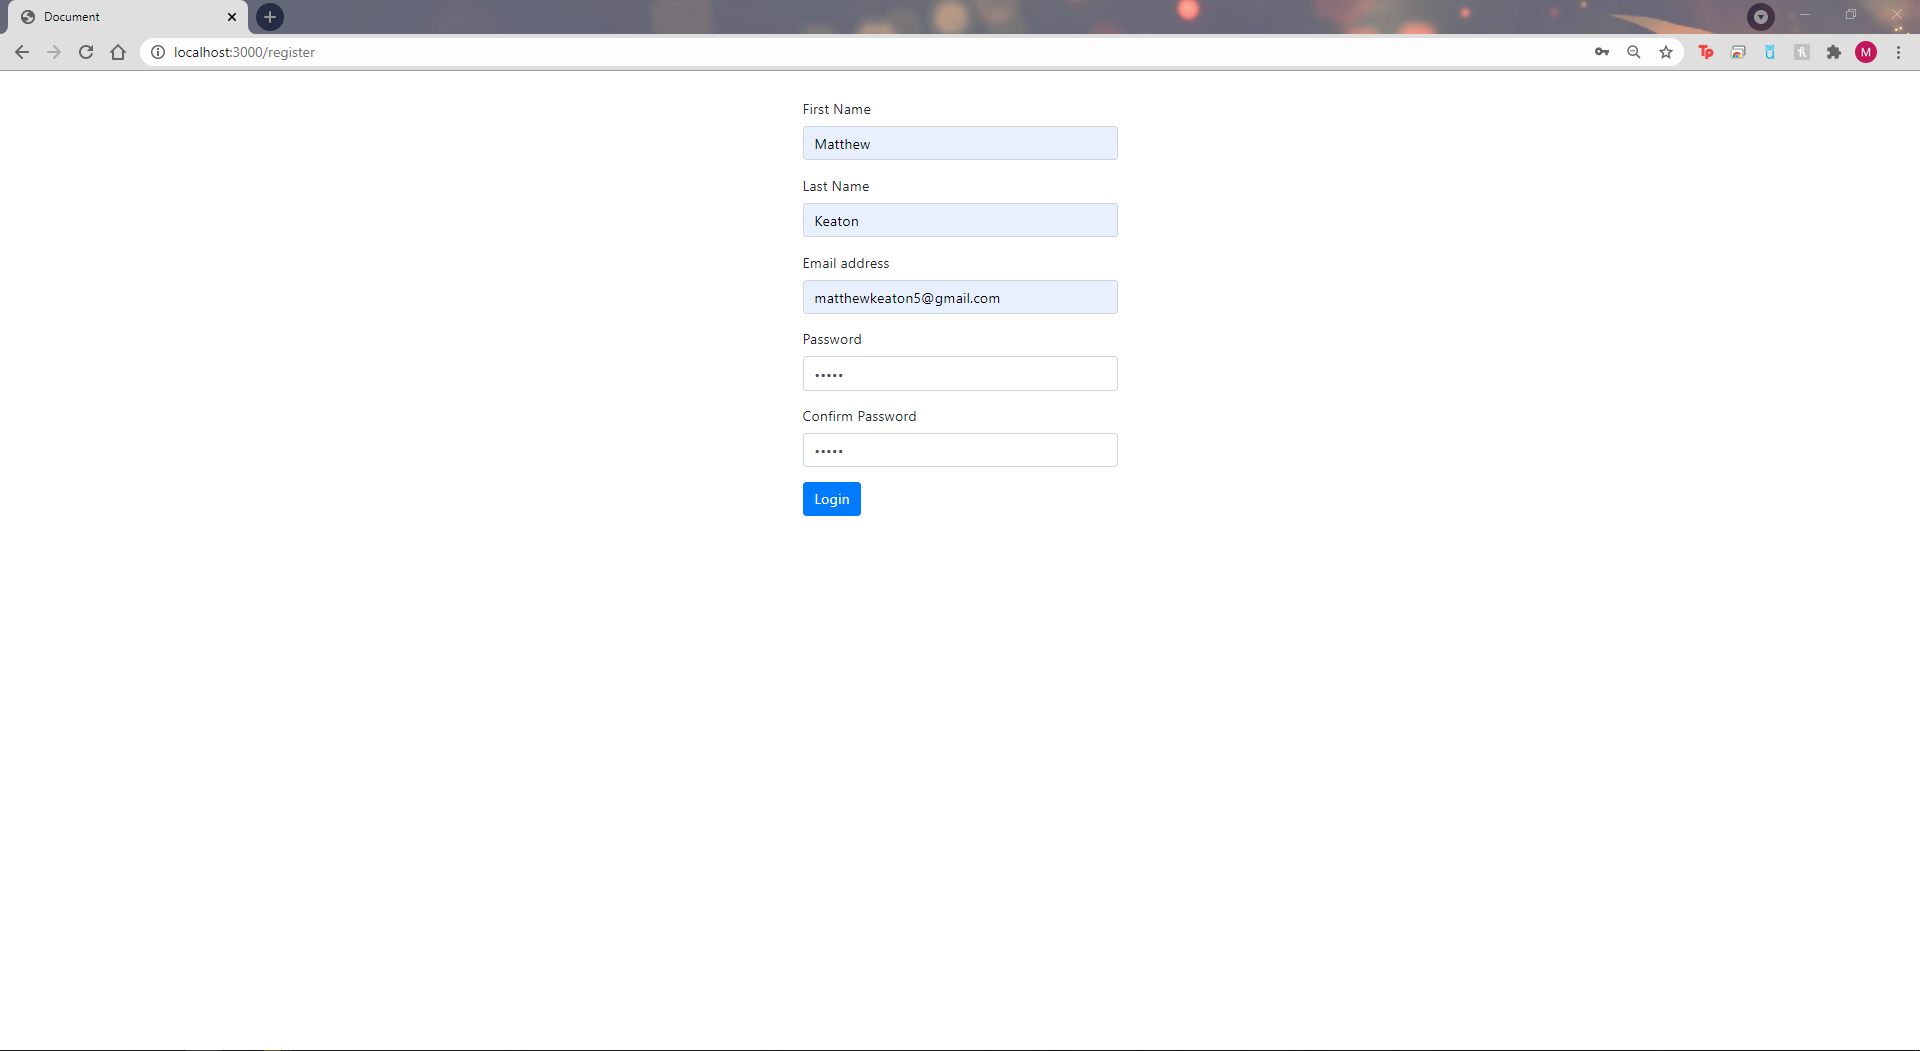 Document
localhost:3000/register
Tp
M
First Name
Matthew
Last Name
Keaton
Email address
matthewkeaton5@gmail.com
Password
•••••
Confirm Password
•••••
Login